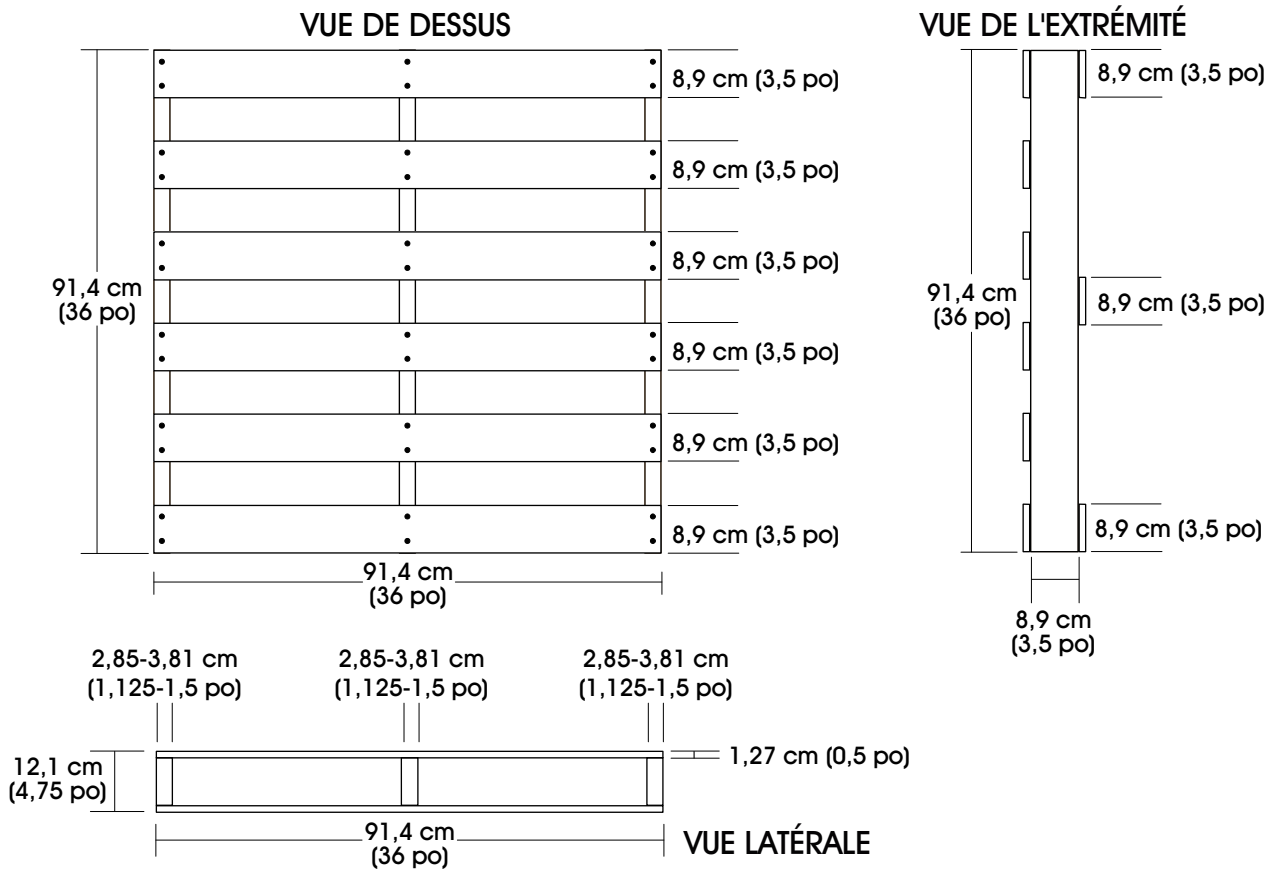 VUE DE DESSUS
8,9 cm (3,5 po)
8,9 cm (3,5 po)
8,9 cm (3,5 po)
8,9 cm (3,5 po)
8,9 cm (3,5 po)
8,9 cm (3,5 po)
91,4 cm
(36 po)
91,4 cm
(36 po)
VUE DE L'EXTRÉMITÉ
8,9 cm (3,5 po)
91,4 cm
(36 po)
8,9 cm (3,5 po)
8,9 cm (3,5 po)
8,9 cm
(3,5 po)
2,85-3,81 cm
(1,125-1,5 po)
2,85-3,81 cm
(1,125-1,5 po)
2,85-3,81 cm
(1,125-1,5 po)
12,1 cm
(4,75 po)
1,27 cm (0,5 po)
91,4 cm
(36 po)
VUE LATÉRALE